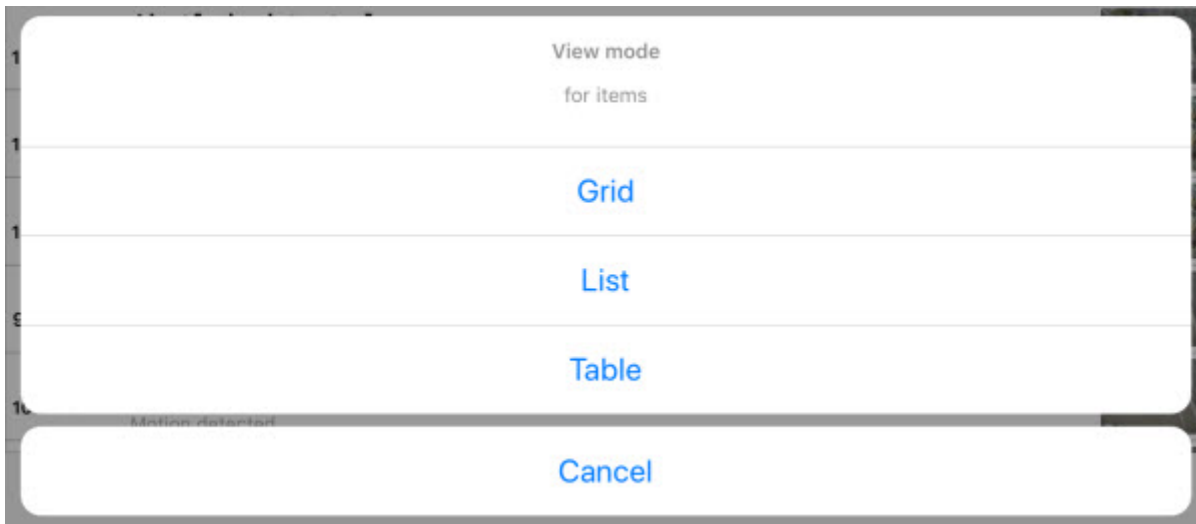 View mode
for items
Grid
List
Table
Motion detected
Cancel